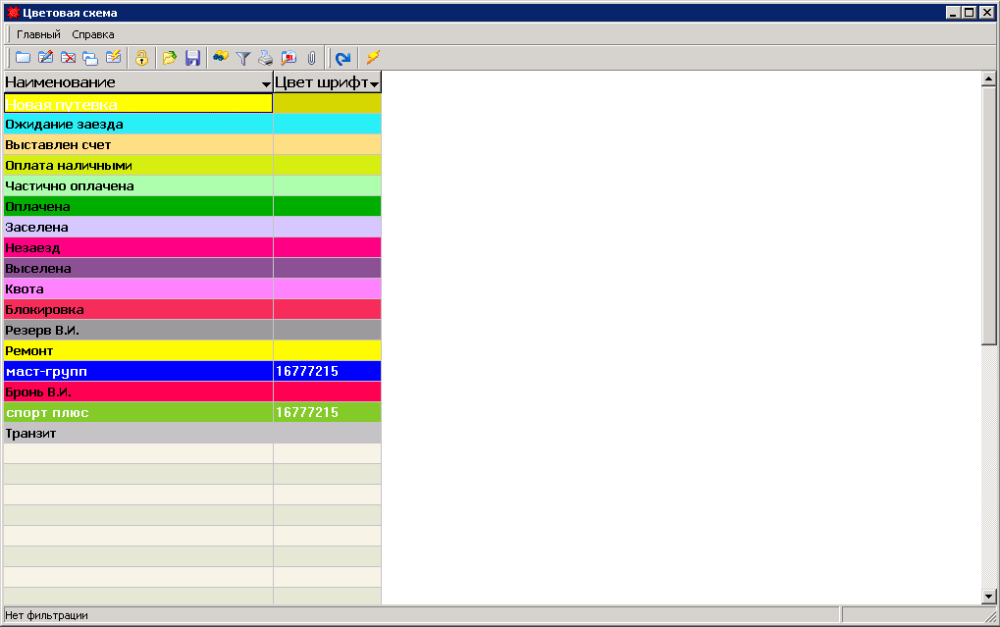 Цветовая схема
Главный Справка
Наименование Цвет шрифт
Новая путевка
Ожидание заезда
Выставлен счет
Оплата наличными
Частично оплачена
Оплачена
Заселена
Незаезд
Выселена
Квота
Блокировка
Резерв В.И.
Ремонт
маст-групп 16777215
Бронь В.И.
спорт плюс 16777215
Транзит
Нет фильтрации